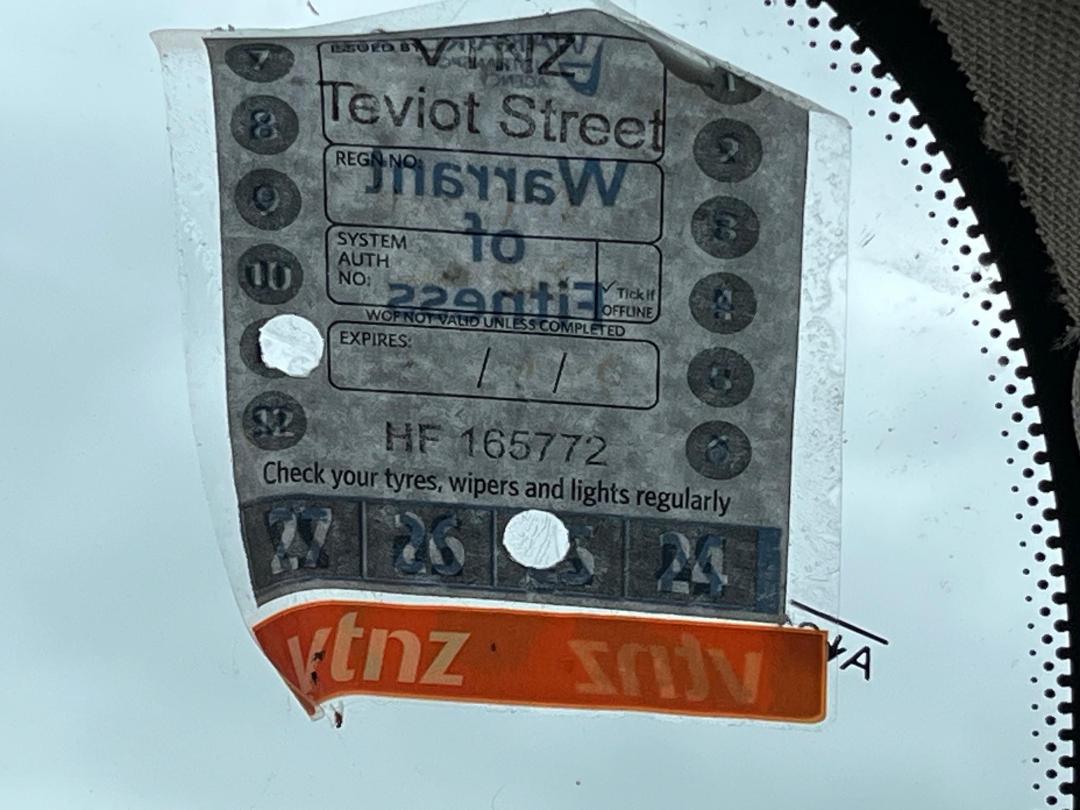 ISSUED BY
VTNZ
Teviot Street
REGN NO:
Warrant
of
Fitness
SYSTEM
AUTH
NO:
✓ Tick if
OFFLINE
WOF NOT VALID UNLESS COMPLETED
EXPIRES:
/ /
7
8
9
10
12
1
2
3
4
5
6
HF 165772
Check your tyres, wipers and lights regularly
27 26 25 24
vtnz vtnz